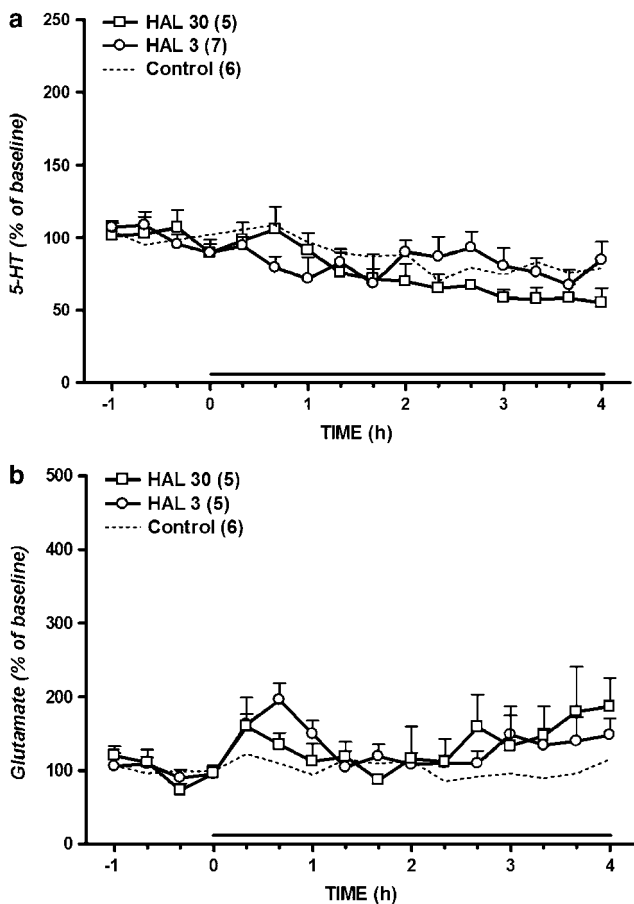 a
HAL 30 (5)
HAL 3 (7)
Control (6)
250
200
150
100
50
0
5-HT (% of baseline)
-1 0 1 2 3 4
TIME (h)
b
HAL 30 (5)
HAL 3 (5)
Control (6)
500
400
300
200
100
0
Glutamate (% of baseline)
-1 0 1 2 3 4
TIME (h)